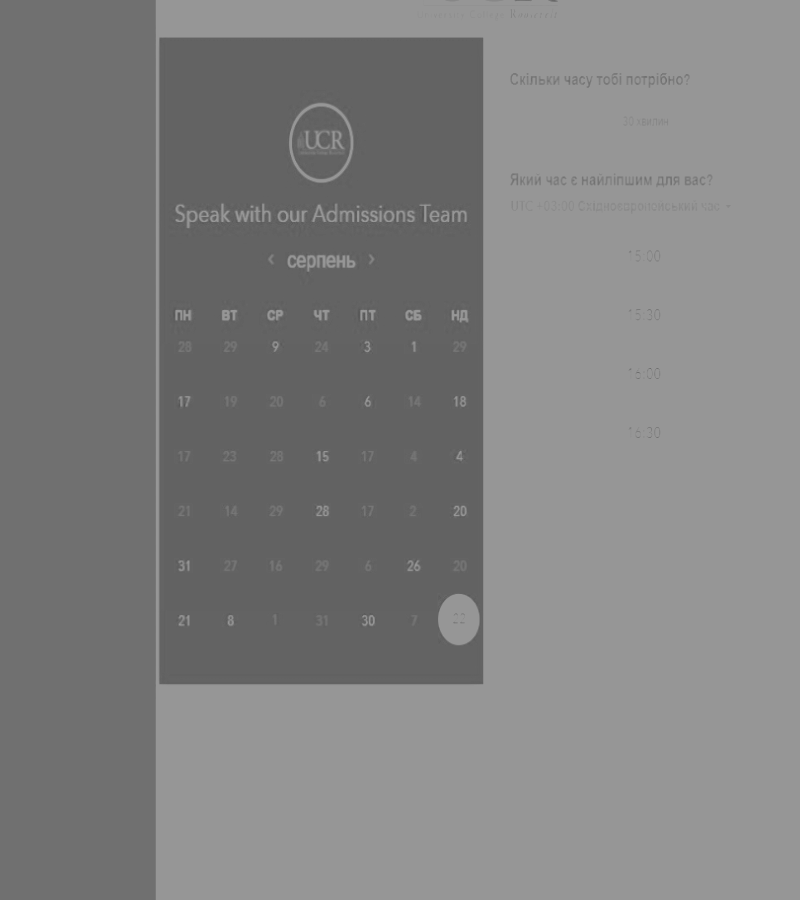 UCR
Speak with our Admissions Team
‹ серпень ›
ПН ВТ СР ЧТ ПТ СБ НД
28 29 9 24 3 1 29
17 19 20 6 6 14 18
17 23 28 15 17 4 4
21 14 29 28 17 2 20
31 27 16 29 6 26 20
21 8 1 31 30 7
Скільки часу тобі потрібно?
30 хвилин
Який час є найліпшим для вас?
UTC +02:00 Східноєвропейський час
15:00
15:30
16:00
16:30